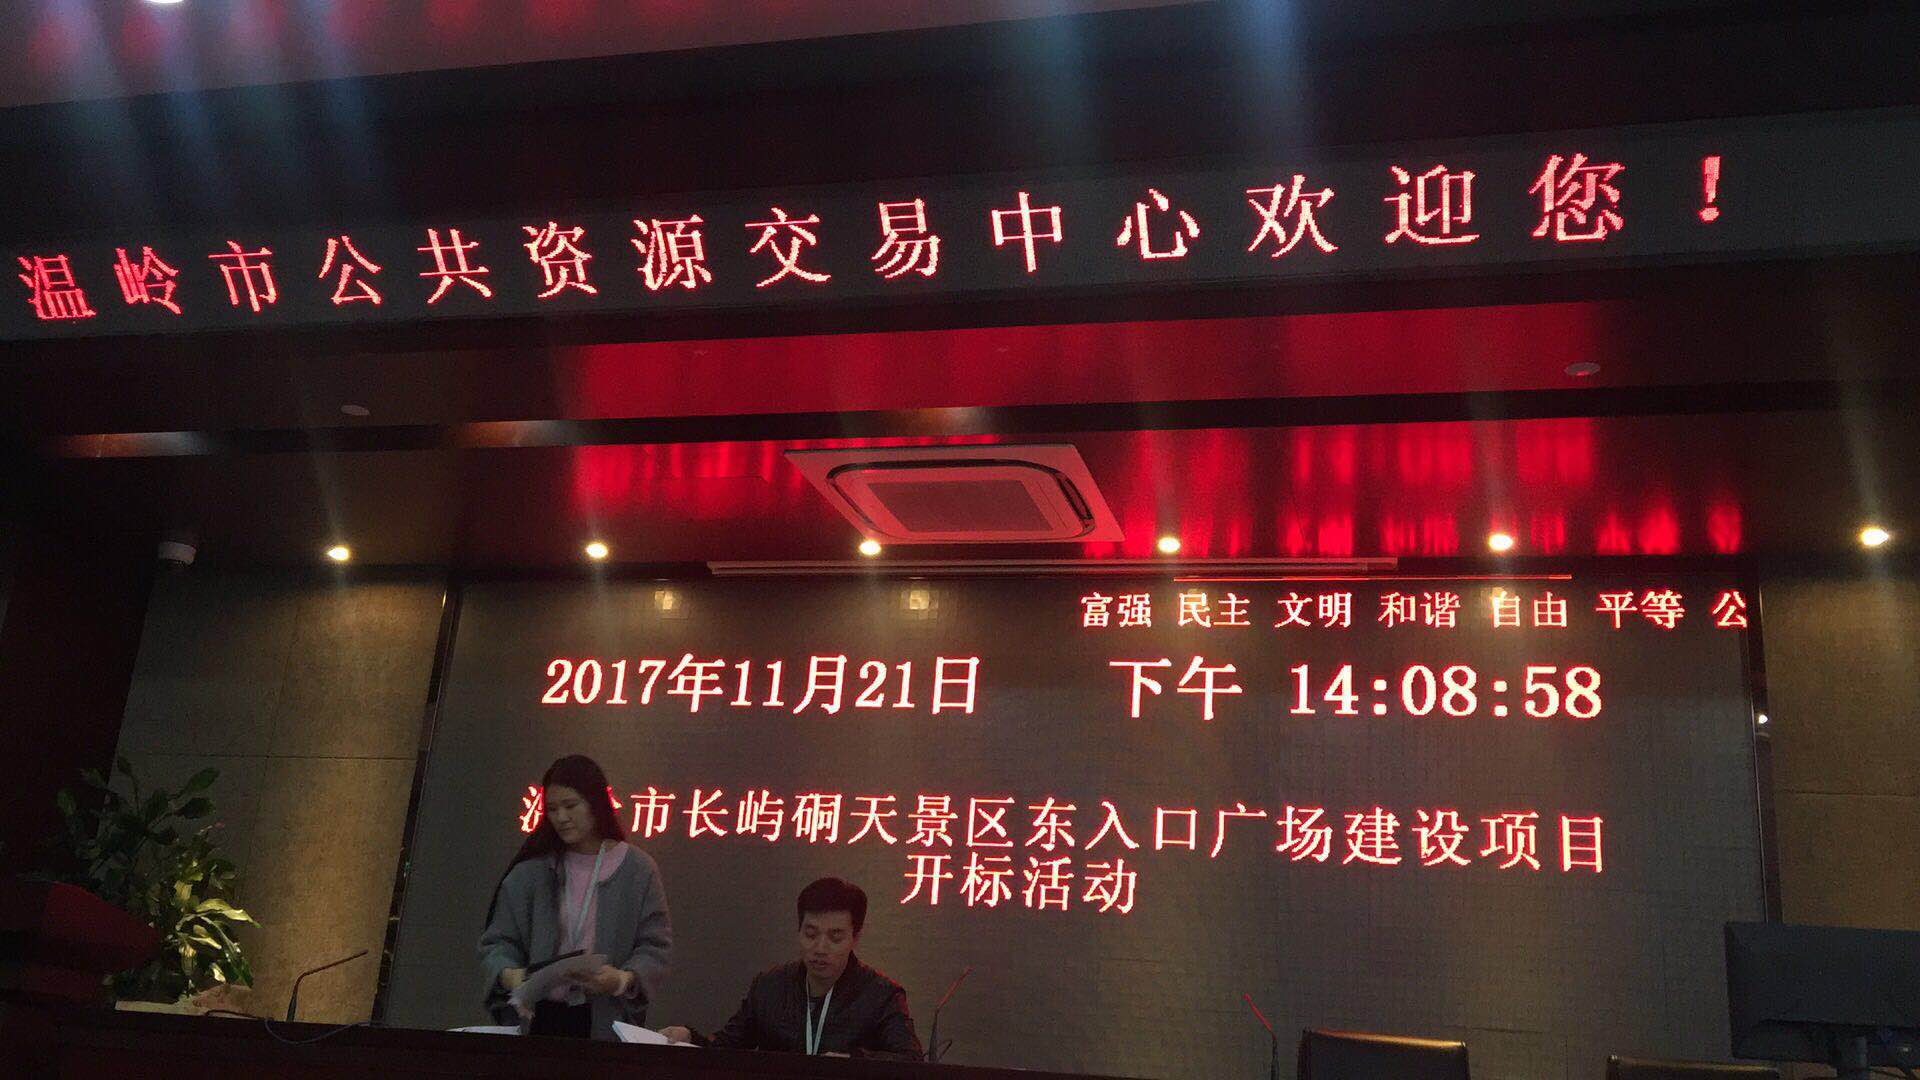 温岭市公共资源交易中心欢迎您！
富强 民主 文明 和谐 自由 平等 公
2017年11月21日 下午 14:08:58
温岭市长屿硐天景区东入口广场建设项目
开标活动